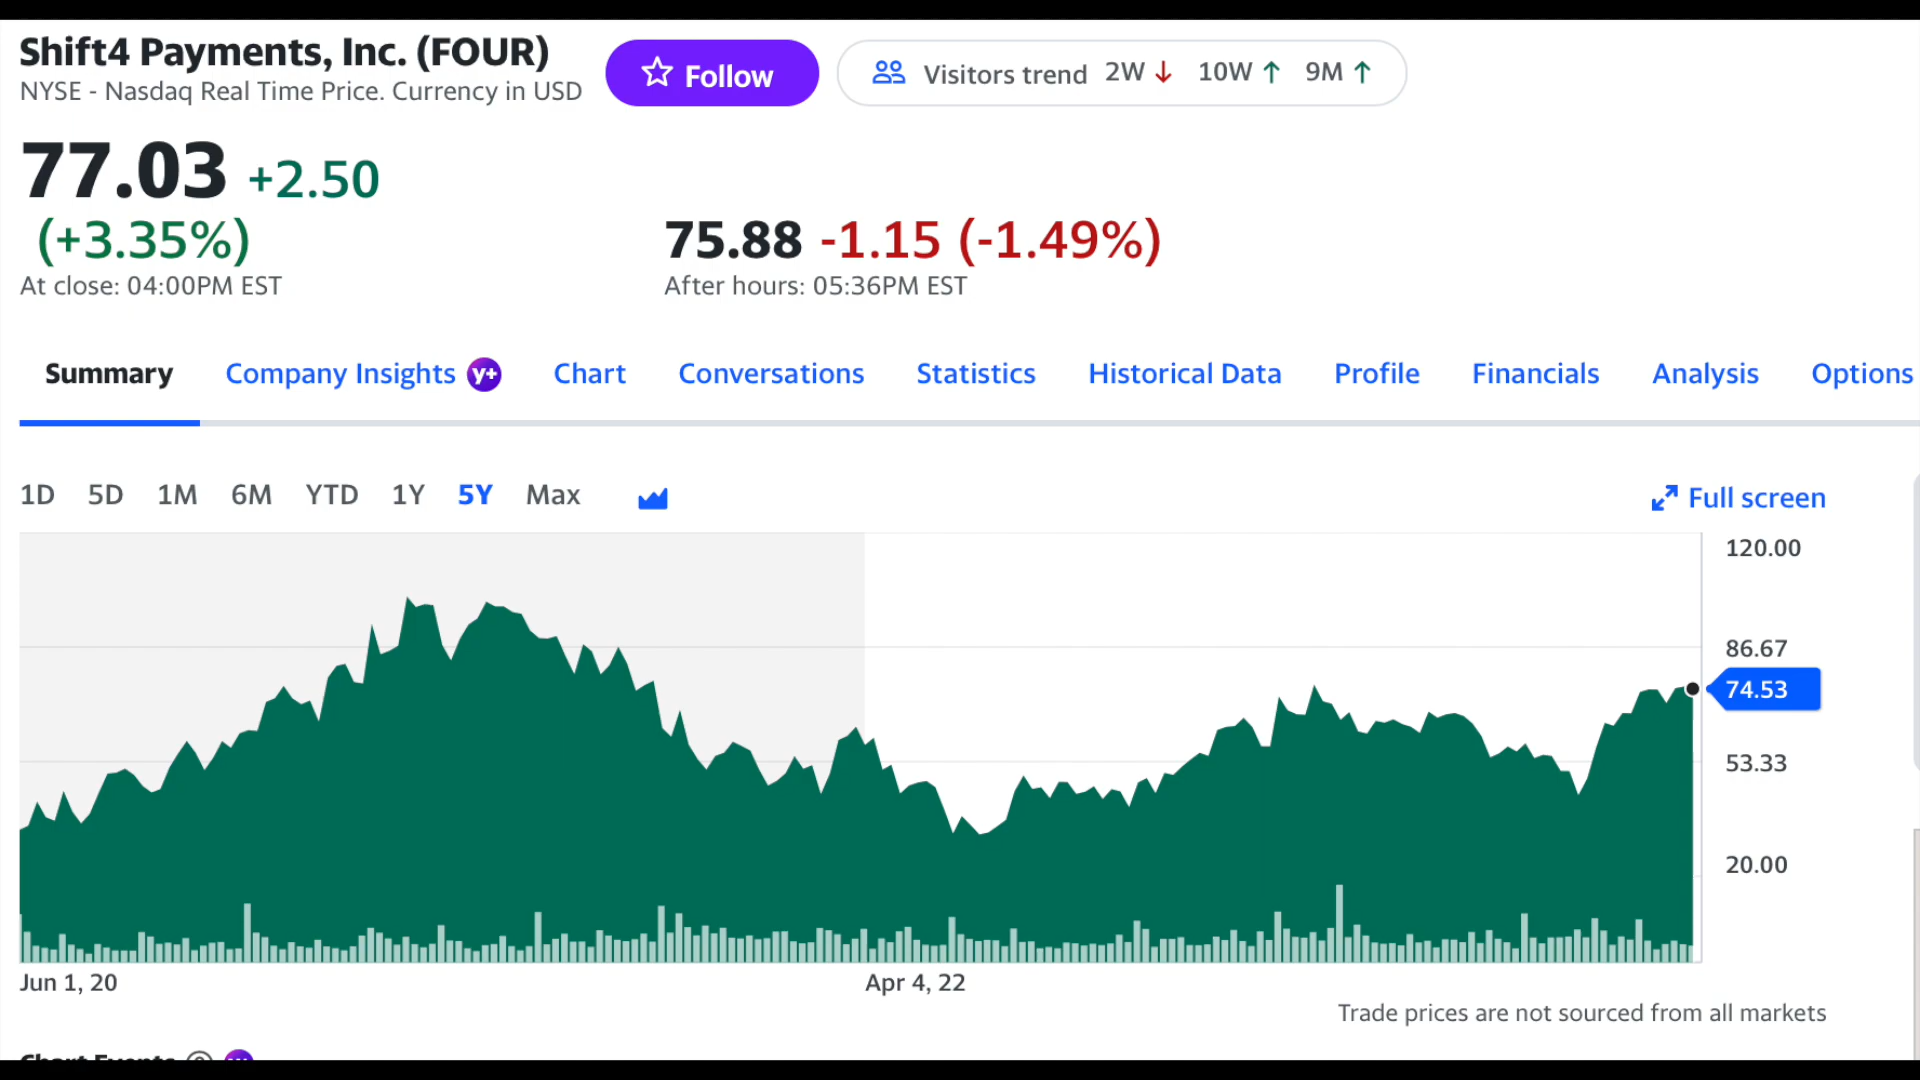 Shift4 Payments, Inc. (FOUR)
NYSE - Nasdaq Real Time Price. Currency in USD
Follow
Visitors trend 2W ↓ 10W ↑ 9M ↑
77.03 +2.50
(+3.35%)
At close: 04:00PM EST
75.88 -1.15 (-1.49%)
After hours: 05:36PM EST
Summary Company Insights y+ Chart Conversations Statistics Historical Data Profile Financials Analysis Options
1D 5D 1M 6M YTD 1Y 5Y Max
Full screen
120.00
86.67
74.53
53.33
20.00
Jun 1, 20 Apr 4, 22
Trade prices are not sourced from all markets
Chart Events